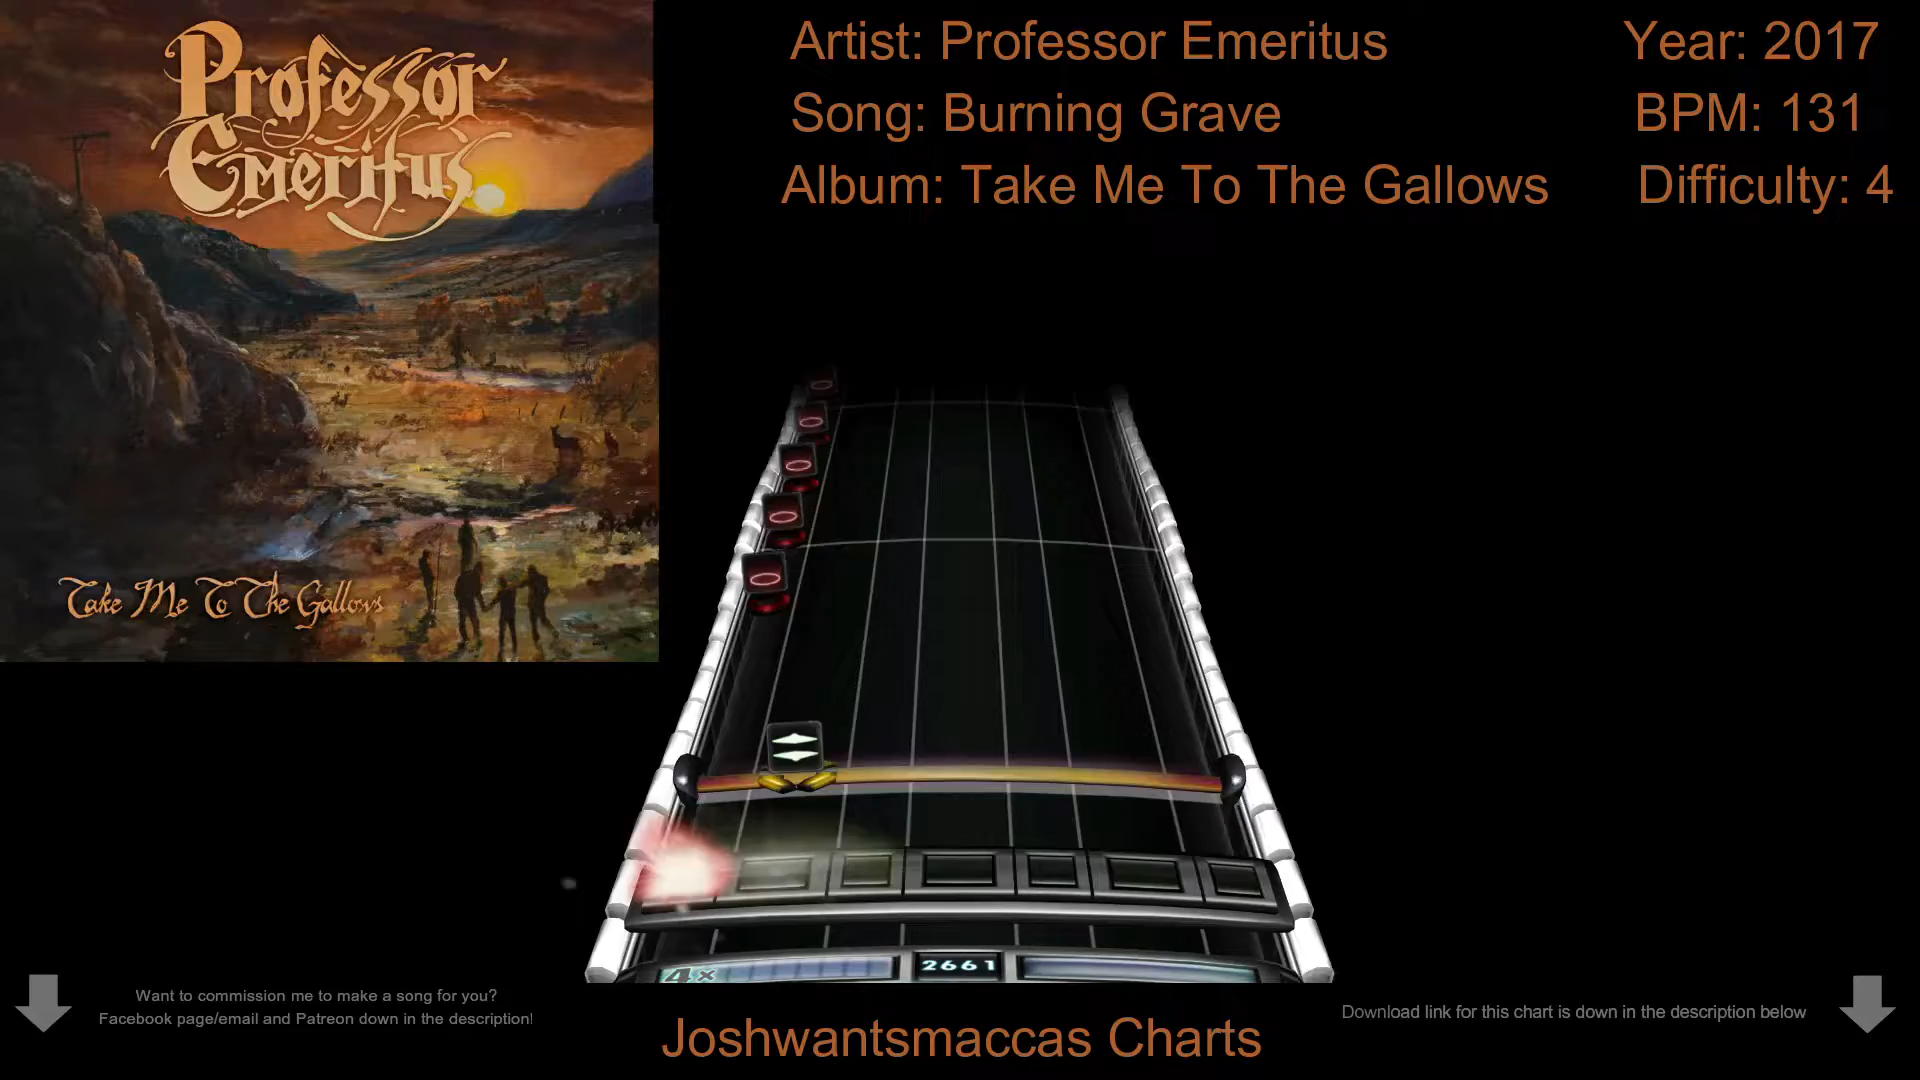 Professor
Emeritus
Take Me To The Gallows
Artist: Professor Emeritus
Year: 2017
Song: Burning Grave
BPM: 131
Album: Take Me To The Gallows
Difficulty: 4
4x
2661
Want to commission me to make a song for you?
Facebook page/email and Patreon down in the description!
Download link for this chart is down in the description below
Joshwantsmaccas Charts